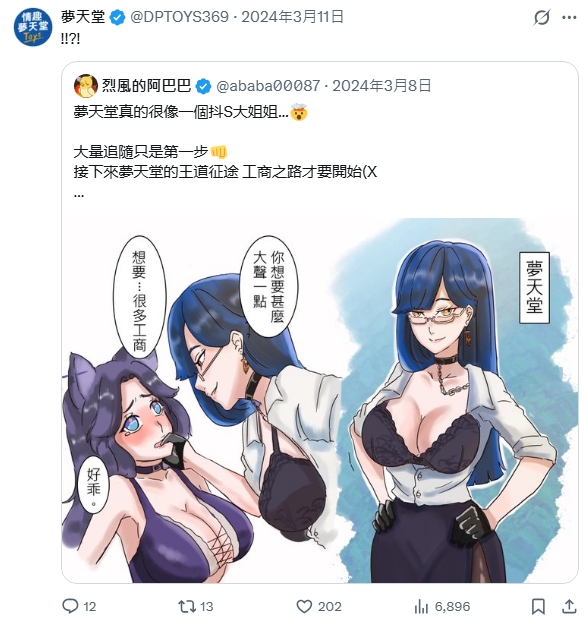 情趣
夢天堂
Toys
夢天堂 @DPTOYS369 · 2024年3月11日
!!?!
烈風的阿巴巴 @ababa00087 · 2024年3月8日
夢天堂真的很像一個抖S大姐姐...🤯
大量追隨只是第一步👊
接下來夢天堂的王道征途 工商之路才要開始(X
...
想要…很多工商
你想要甚麼
大聲一點
夢天堂
好乖。
12 13 202 6,896